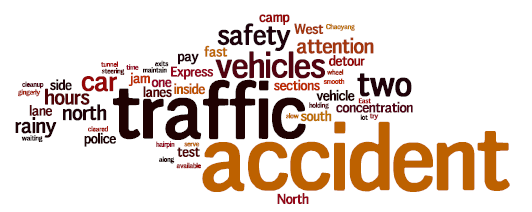 camp
safety West Chaoyang
pay fast attention
tunnel time exits vehicles detour
steering maintain Express wheel
cleanup side car jam one sections smooth two
gingerly hours lanes inside vehicle East
lane north traffic holding concentration
rainy cleared slow south lot try
waiting police hairpin serve accident
along test
available
North